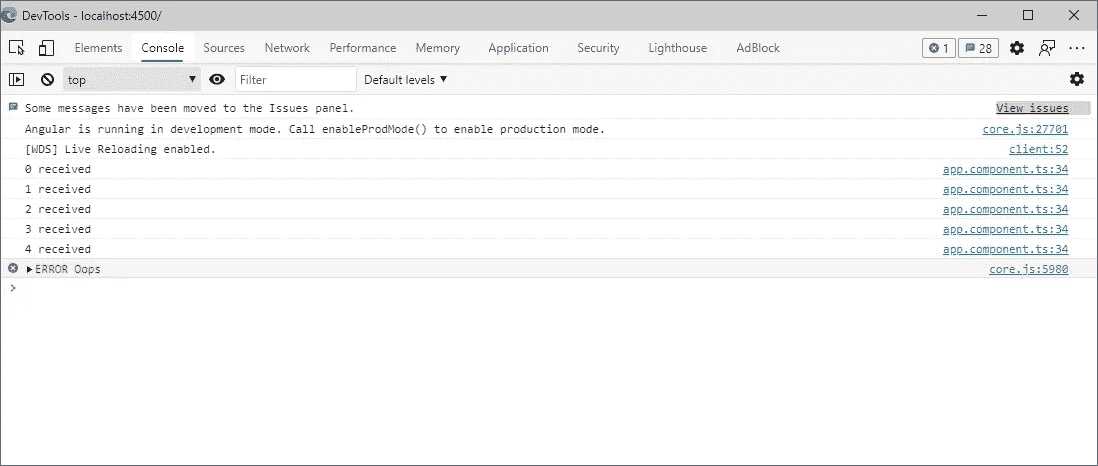 DevTools - localhost:4500/
Elements Console Sources Network Performance Memory Application Security Lighthouse AdBlock 1 28
top Filter Default levels
Some messages have been moved to the Issues panel. View issues
Angular is running in development mode. Call enableProdMode() to enable production mode. core.js:27701
[WDS] Live Reloading enabled. client:52
0 received app.component.ts:34
1 received app.component.ts:34
2 received app.component.ts:34
3 received app.component.ts:34
4 received app.component.ts:34
ERROR Oops core.js:5980